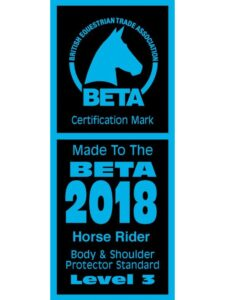 BRITISH EQUESTRIAN TRADE ASSOCIATION
BETA
Certification Mark
Made To The
BETA
2018
Horse Rider
Body & Shoulder
Protector Standard
Level 3